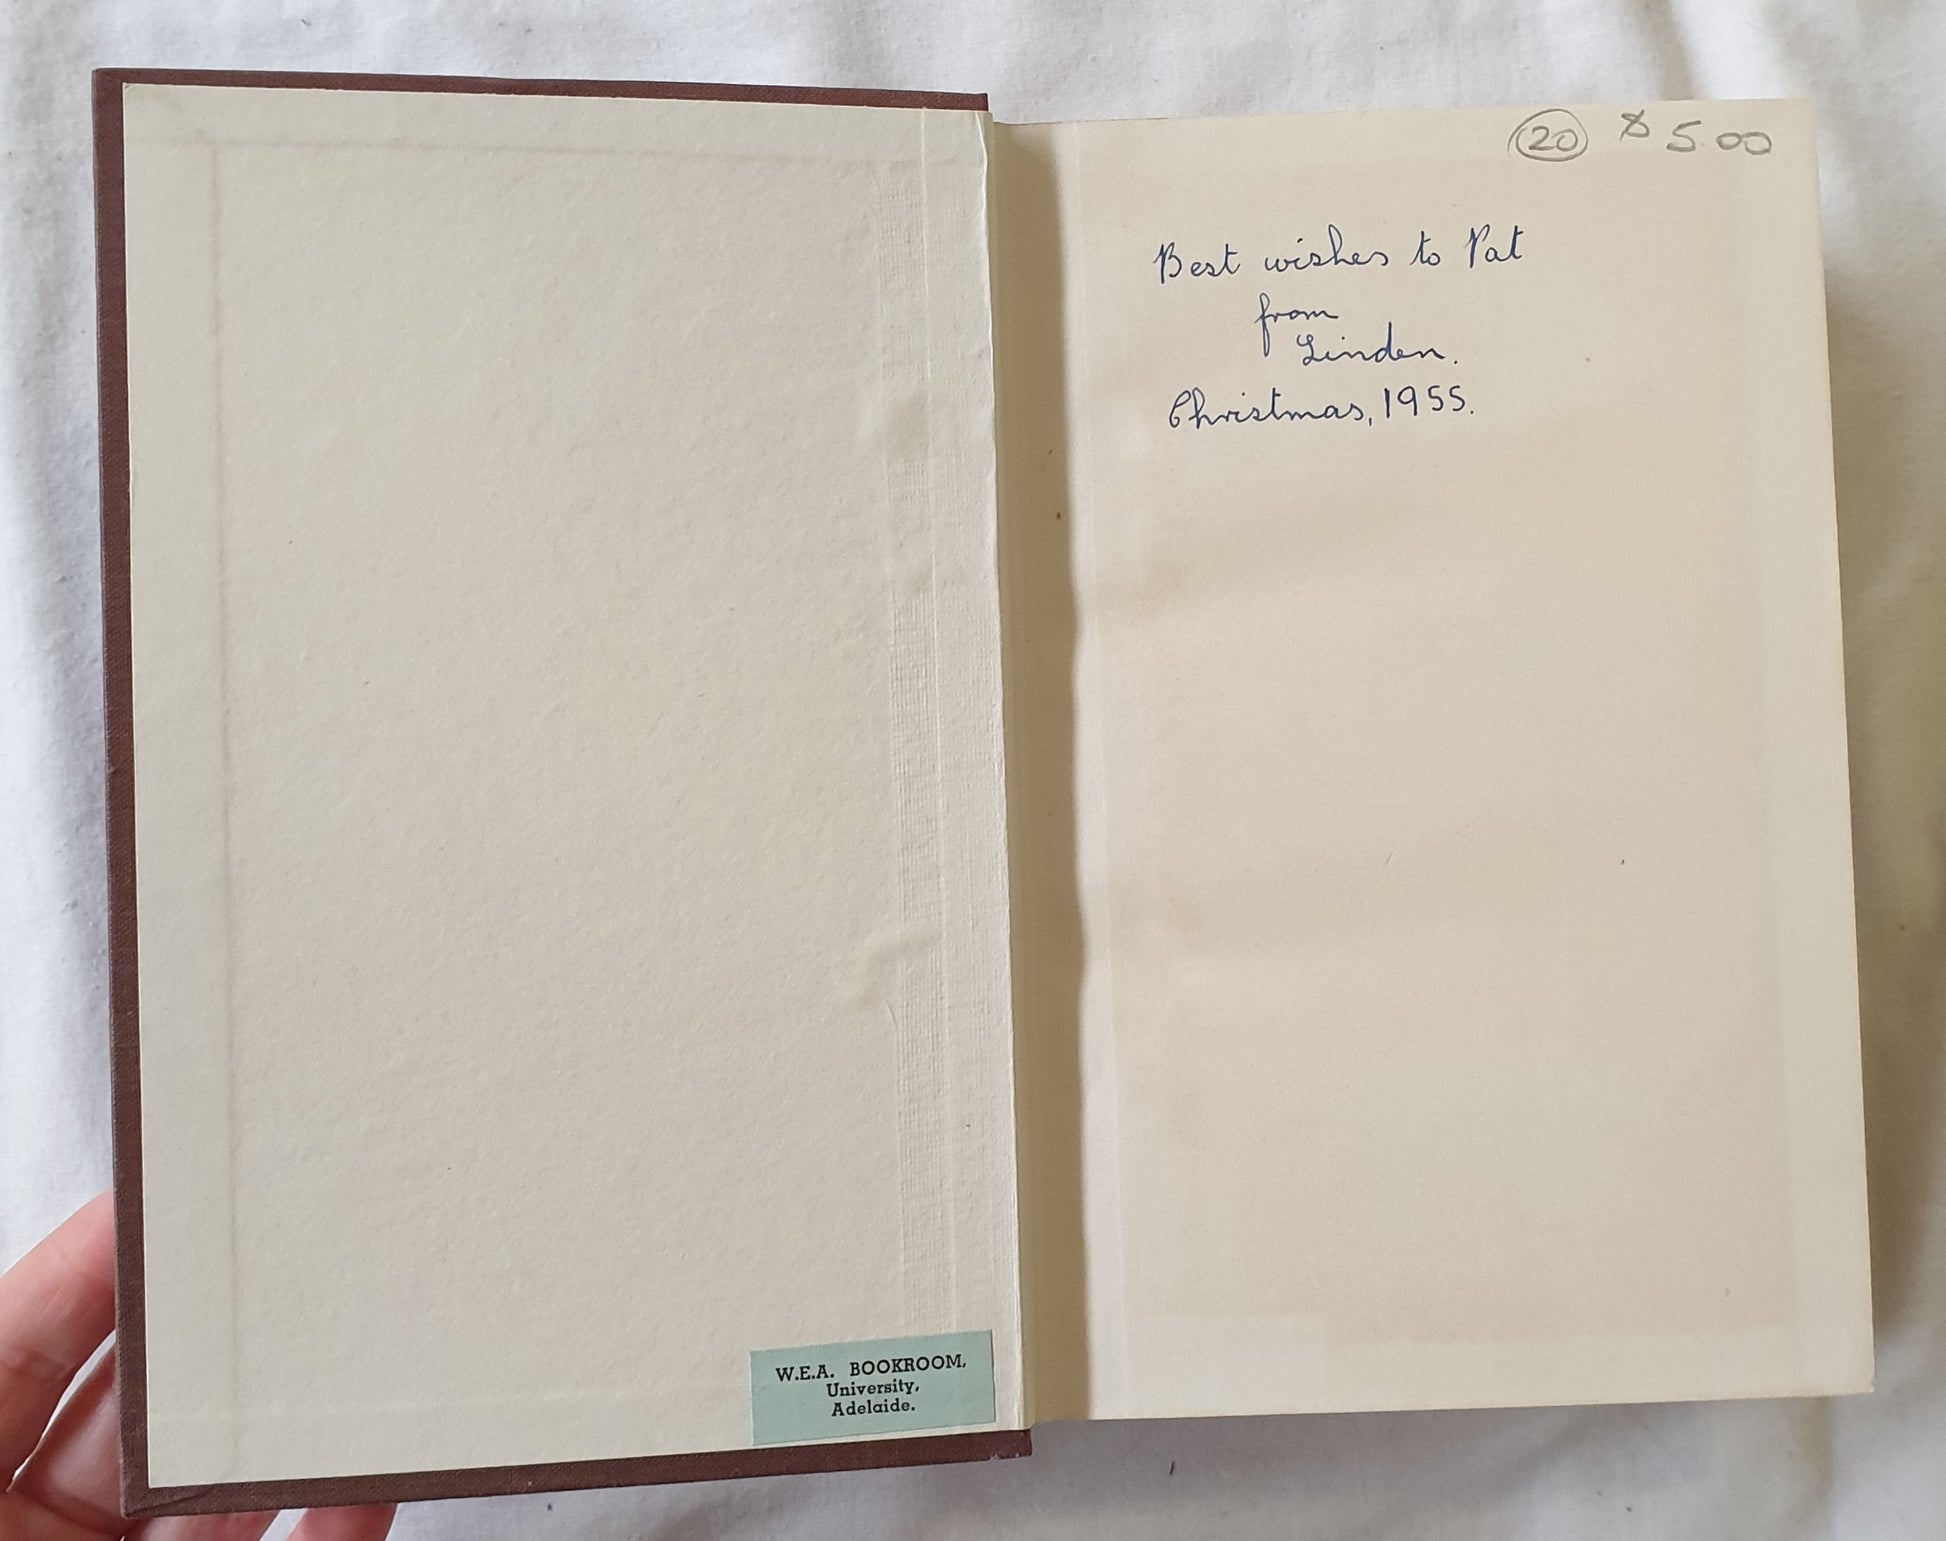 W.E.A. BOOKROOM,
University,
Adelaide.
20 $5.00
Best wishes to Pat
from
Linden.
Christmas, 1955.